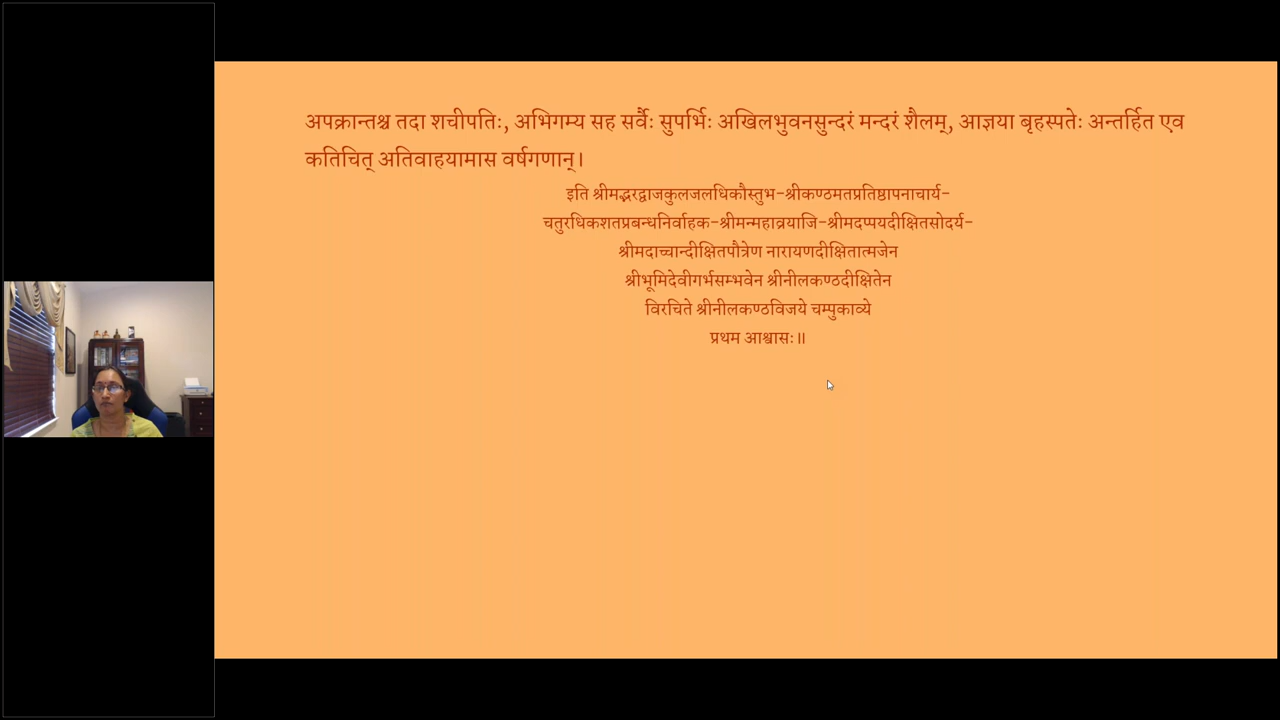 अपक्रान्तश्च तदा शचीपतिः, अभिगम्य सह सर्वैः सुपर्भिः अखिलभुवनसुन्दरं मन्दरं शैलम्, आज्ञया बृहस्पतेः अन्तर्हित एव
कतिचित् अतिवाहयामास वर्षगणान्।
इति श्रीमद्भरद्वाजकुलजलधिकौस्तुभ-श्रीकण्ठमतप्रतिष्ठापनाचार्य-
चतुरधिकशतप्रबन्धनिर्वाहक-श्रीमन्महाव्रयाजि-श्रीमदप्पयदीक्षितसोदर्य-
श्रीमदाच्चान्दीक्षितपौत्रेण नारायणदीक्षितात्मजेन
श्रीभूमिदेवीगर्भसम्भवेन श्रीनीलकण्ठदीक्षितेन
विरचिते श्रीनीलकण्ठविजये चम्पुकाव्ये
प्रथम आश्वासः॥